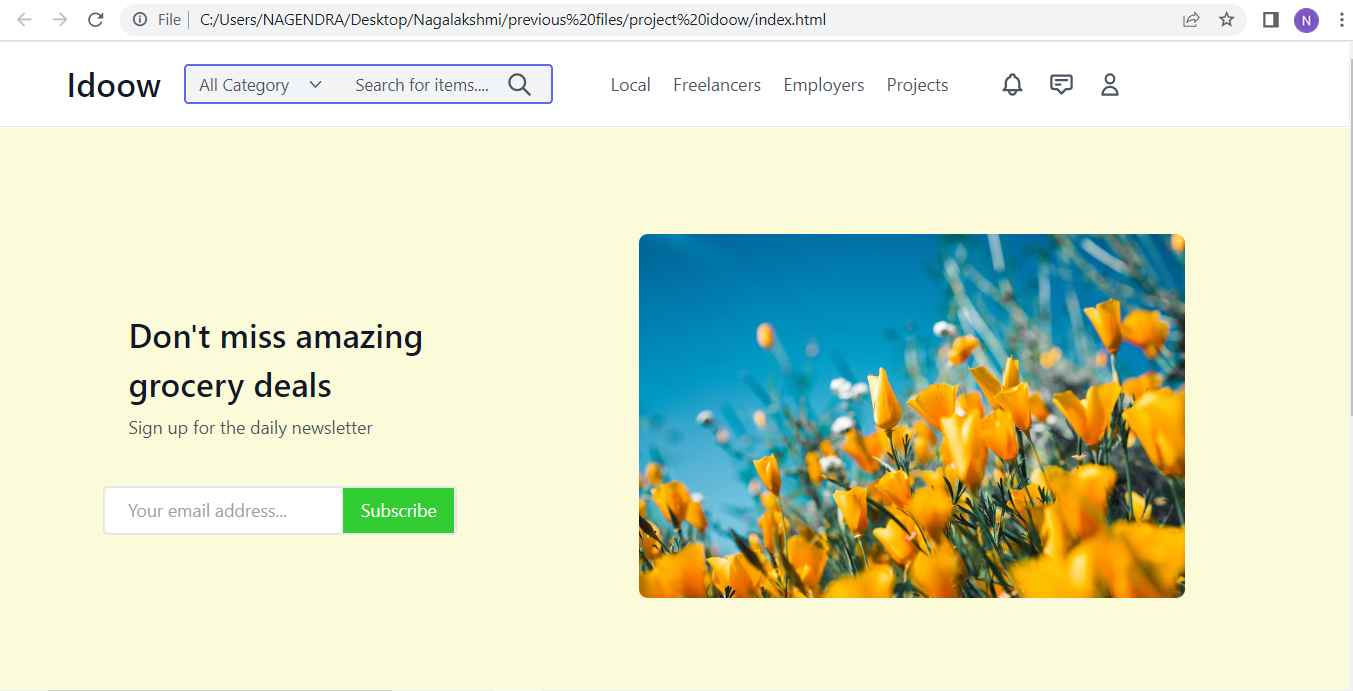 File C:/Users/NAGENDRA/Desktop/Nagalakshmi/previous%20files/project%20idoow/index.html N
Idoow All Category Search for items.... Local Freelancers Employers Projects
Don't miss amazing
grocery deals
Sign up for the daily newsletter
Your email address... Subscribe